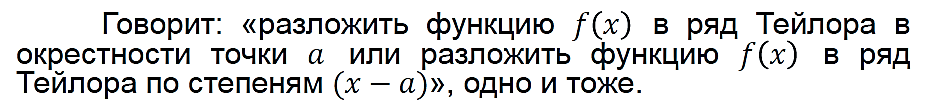 Говорит: «разложить функцию f(x) в ряд Тейлора в
окрестности точки a или разложить функцию f(x) в ряд
Тейлора по степеням (x − a)», одно и тоже.